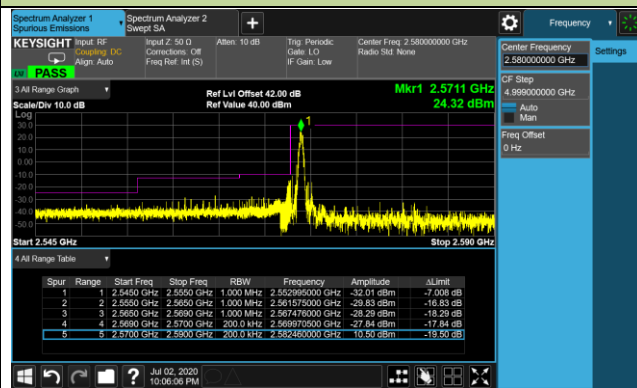 Spectrum Analyzer 1
Spurious Emissions
Spectrum Analyzer 2
Swept SA
Frequency
KEYSIGHT
Input: RF
Coupling: DC
Align: Auto
Input Z: 50 Ω
Corrections: Off
Freq Ref: Int (S)
Atten: 10 dB
Trig: Periodic
Gate: LO
IF Gain: Low
Center Freq: 2.580000000 GHz
Radio Std: None
PASS
Center Frequency
2.580000000 GHz
Settings
CF Step
4.999000000 GHz
Auto
Man
Freq Offset
0 Hz
3 All Range Graph
Scale/Div 10.0 dB
Ref Lvl Offset 42.00 dB
Ref Value 40.00 dBm
Mkr1 2.5711 GHz
24.32 dBm
Log
30.0
20.0
10.0
0.00
-10.0
-20.0
-30.0
-40.0
-50.0
1
Start 2.545 GHz
Stop 2.590 GHz
4 All Range Table
Spur Range Start Freq Stop Freq RBW Frequency Amplitude ΔLimit
1 1 2.5450 GHz 2.5550 GHz 1.000 MHz 2.552995000 GHz -32.01 dBm -7.008 dB
2 2 2.5550 GHz 2.5650 GHz 1.000 MHz 2.561575000 GHz -29.83 dBm -16.83 dB
3 3 2.5650 GHz 2.5690 GHz 1.000 MHz 2.567476000 GHz -28.29 dBm -18.29 dB
4 4 2.5690 GHz 2.5700 GHz 200.0 kHz 2.569970500 GHz -27.84 dBm -17.84 dB
5 5 2.5700 GHz 2.5900 GHz 200.0 kHz 2.582460000 GHz 10.50 dBm -19.50 dB
Jul 02, 2020
10:06:06 PM